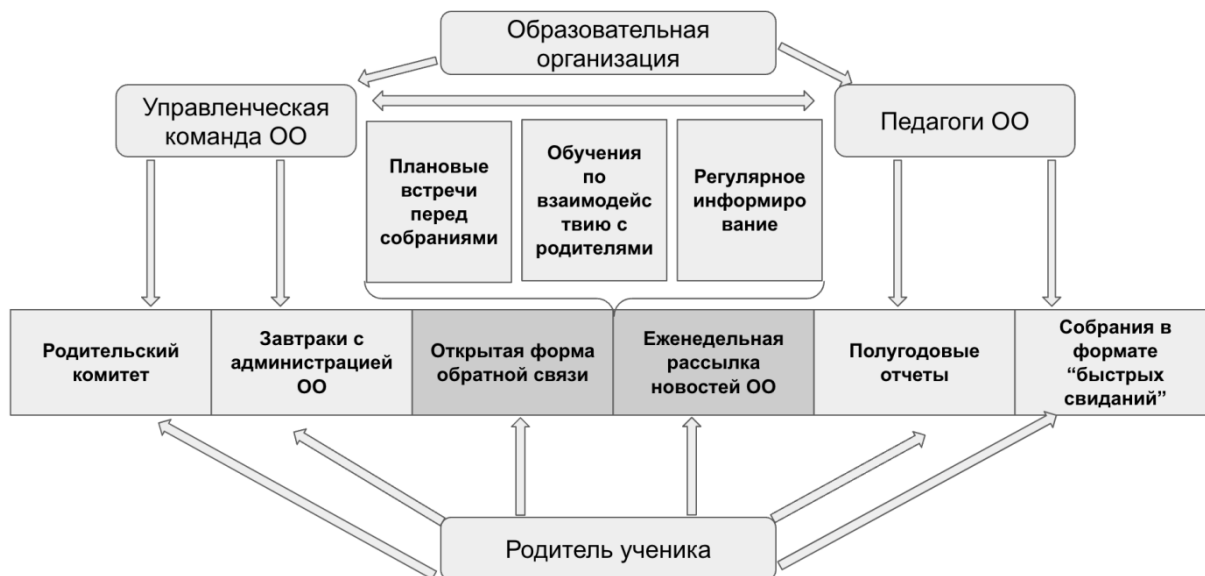 Образовательная
организация
Управленческая
команда ОО
Педагоги ОО
Плановые
встречи
перед
собраниями
Обучения
по
взаимодейс
твию с
родителями
Регулярное
информиро
вание
Родительский
комитет
Завтраки с
администрацией
ОО
Открытая форма
обратной связи
Еженедельная
рассылка
новостей ОО
Полугодовые
отчеты
Собрания в
формате
“быстрых
свиданий”
Родитель ученика